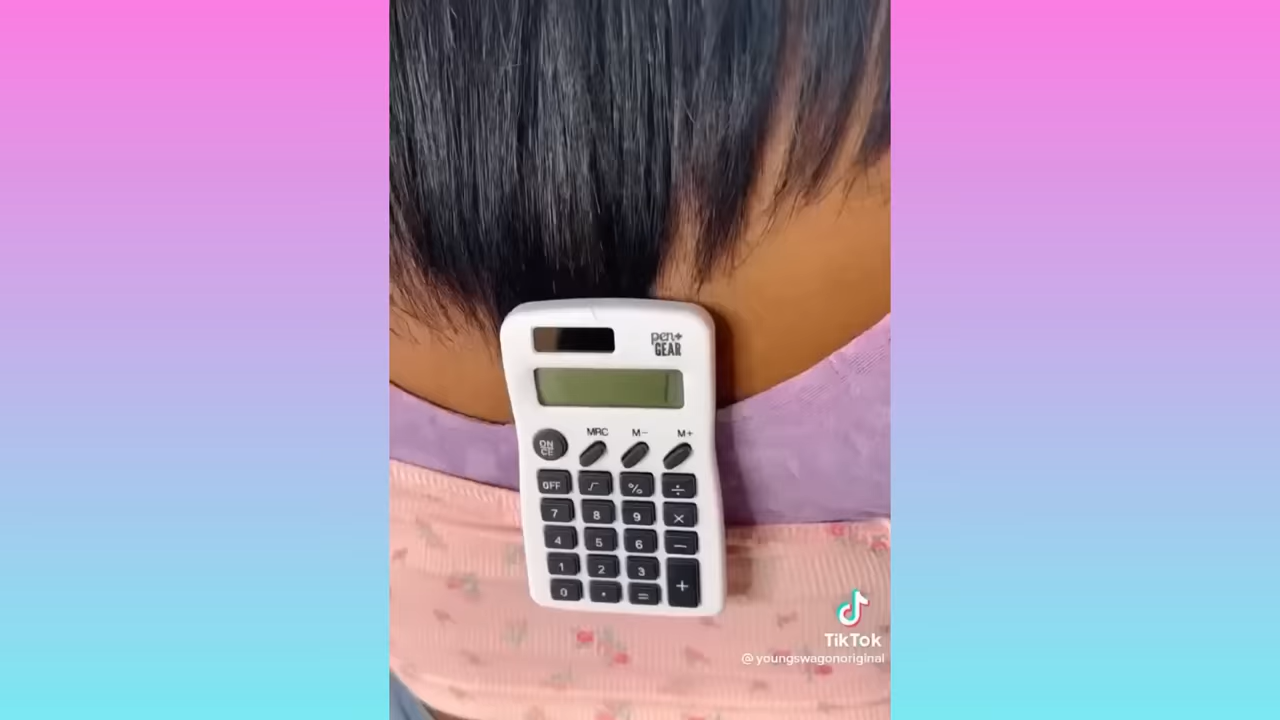 pen+
GEAR
MRC M− M+
ON
CE
OFF √ % ÷
7 8 9 ×
4 5 6 −
1 2 3 +
0 . =
TikTok
@youngswagonoriginal